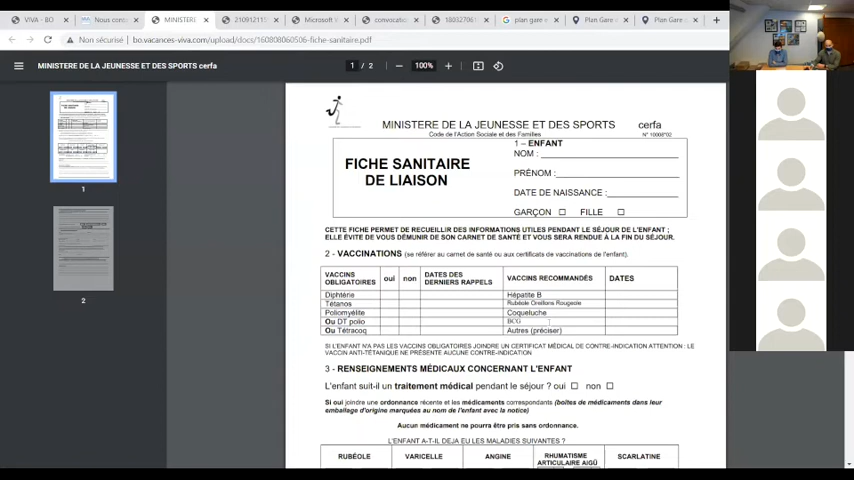 VIVA – BO
Nous conta
MINISTERE
2109121115
Microsoft W
convocatio
18032706
plan gare e
Plan Gare d
Plan Gare d
Non sécurisé bo.vacances-viva.com/upload/docs/160808060506-fiche-sanitaire.pdf
MINISTERE DE LA JEUNESSE ET DES SPORTS cerfa
1 / 2
100%
1
2
MINISTERE DE LA JEUNESSE ET DES SPORTS cerfa
Code de l'Action Sociale et des Familles
N° 10008*02
FICHE SANITAIRE
DE LIAISON
1 – ENFANT
NOM :
PRÉNOM :
DATE DE NAISSANCE :
GARÇON ☐ FILLE ☐
CETTE FICHE PERMET DE RECUEILLIR DES INFORMATIONS UTILES PENDANT LE SÉJOUR DE L'ENFANT ;
ELLE ÉVITE DE VOUS DÉMUNIR DE SON CARNET DE SANTÉ ET VOUS SERA RENDUE À LA FIN DU SÉJOUR.
2 - VACCINATIONS (se référer au carnet de santé ou aux certificats de vaccinations de l'enfant).
VACCINS OBLIGATOIRES oui non DATES DES DERNIERS RAPPELS VACCINS RECOMMANDÉS DATES
Diphtérie Hépatite B
Tétanos Rubéole Oreillons Rougeole
Poliomyélite Coqueluche
Ou DT polio BCG
Ou Tétracoq Autres (préciser)
SI L'ENFANT N'A PAS LES VACCINS OBLIGATOIRES JOINDRE UN CERTIFICAT MÉDICAL DE CONTRE-INDICATION ATTENTION : LE
VACCIN ANTI-TÉTANIQUE NE PRÉSENTE AUCUNE CONTRE-INDICATION
3 - RENSEIGNEMENTS MÉDICAUX CONCERNANT L'ENFANT
L'enfant suit-il un traitement médical pendant le séjour ? oui ☐ non ☐
Si oui joindre une ordonnance récente et les médicaments correspondants (boîtes de médicaments dans leur
emballage d'origine marquées au nom de l'enfant avec la notice)
Aucun médicament ne pourra être pris sans ordonnance.
L'ENFANT A-T-IL DEJA EU LES MALADIES SUIVANTES ?
RUBÉOLE VARICELLE ANGINE RHUMATISME ARTICULAIRE AIGÜ SCARLATINE